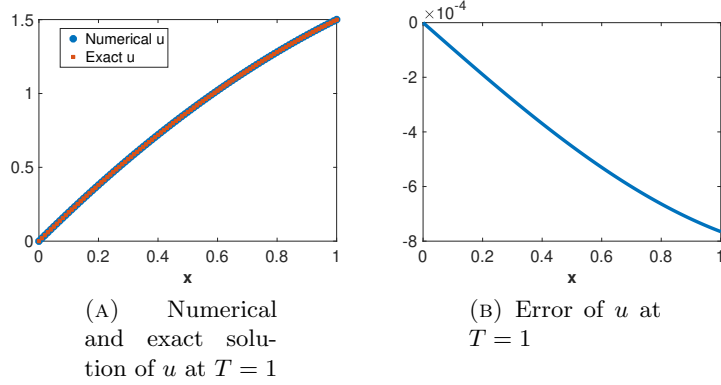 1.5
1
0.5
0
Numerical u
Exact u
0 0.2 0.4 0.6 0.8 1
x
(A) Numerical
and exact solu-
tion of u at T = 1
0 ×10⁻⁴
-2
-4
-6
-8
0 0.2 0.4 0.6 0.8 1
x
(B) Error of u at
T = 1